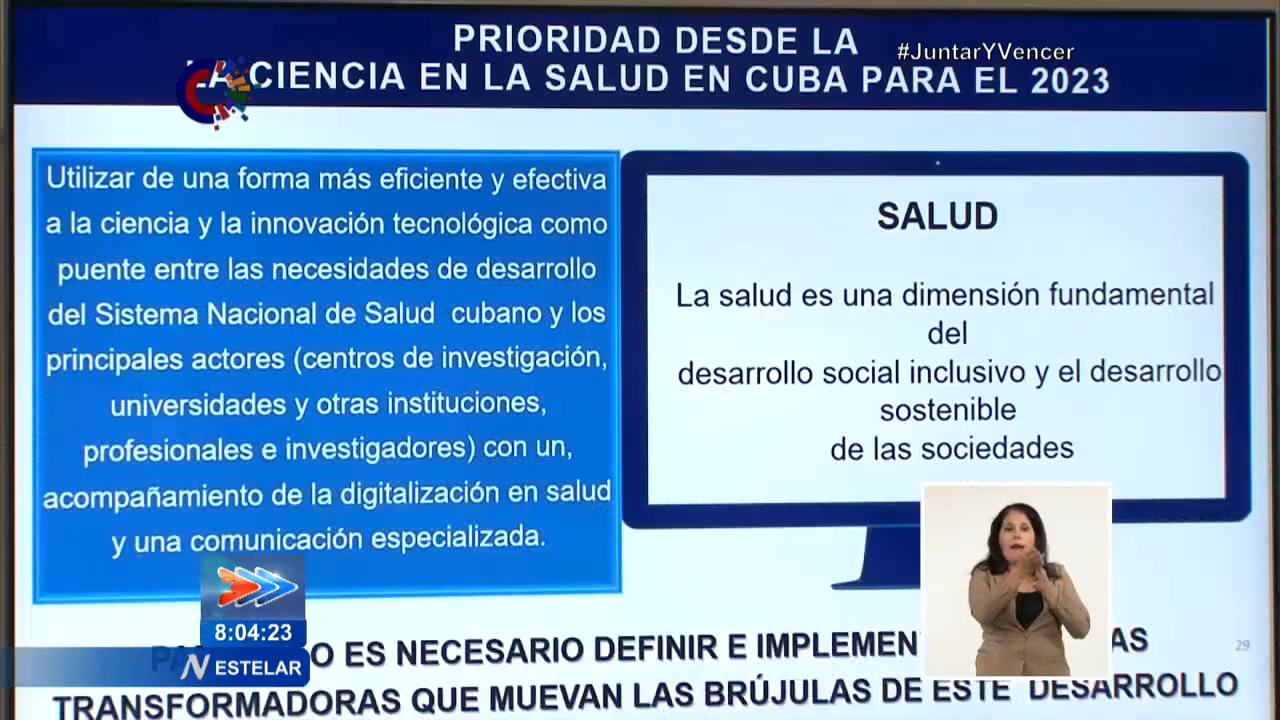 PRIORIDAD DESDE LA
#JuntarYVencer
LA CIENCIA EN LA SALUD EN CUBA PARA EL 2023
Utilizar de una forma más eficiente y efectiva
a la ciencia y la innovación tecnológica como
puente entre las necesidades de desarrollo
del Sistema Nacional de Salud cubano y los
principales actores (centros de investigación,
universidades y otras instituciones,
profesionales e investigadores) con un,
acompañamiento de la digitalización en salud
y una comunicación especializada.
SALUD
La salud es una dimensión fundamental
del
desarrollo social inclusivo y el desarrollo
sostenible
de las sociedades
8:04:23
N ESTELAR
O ES NECESARIO DEFINIR E IMPLEMEN AS
29
TRANSFORMADORAS QUE MUEVAN LAS BRÚJULAS DE ESTE DESARROLLO